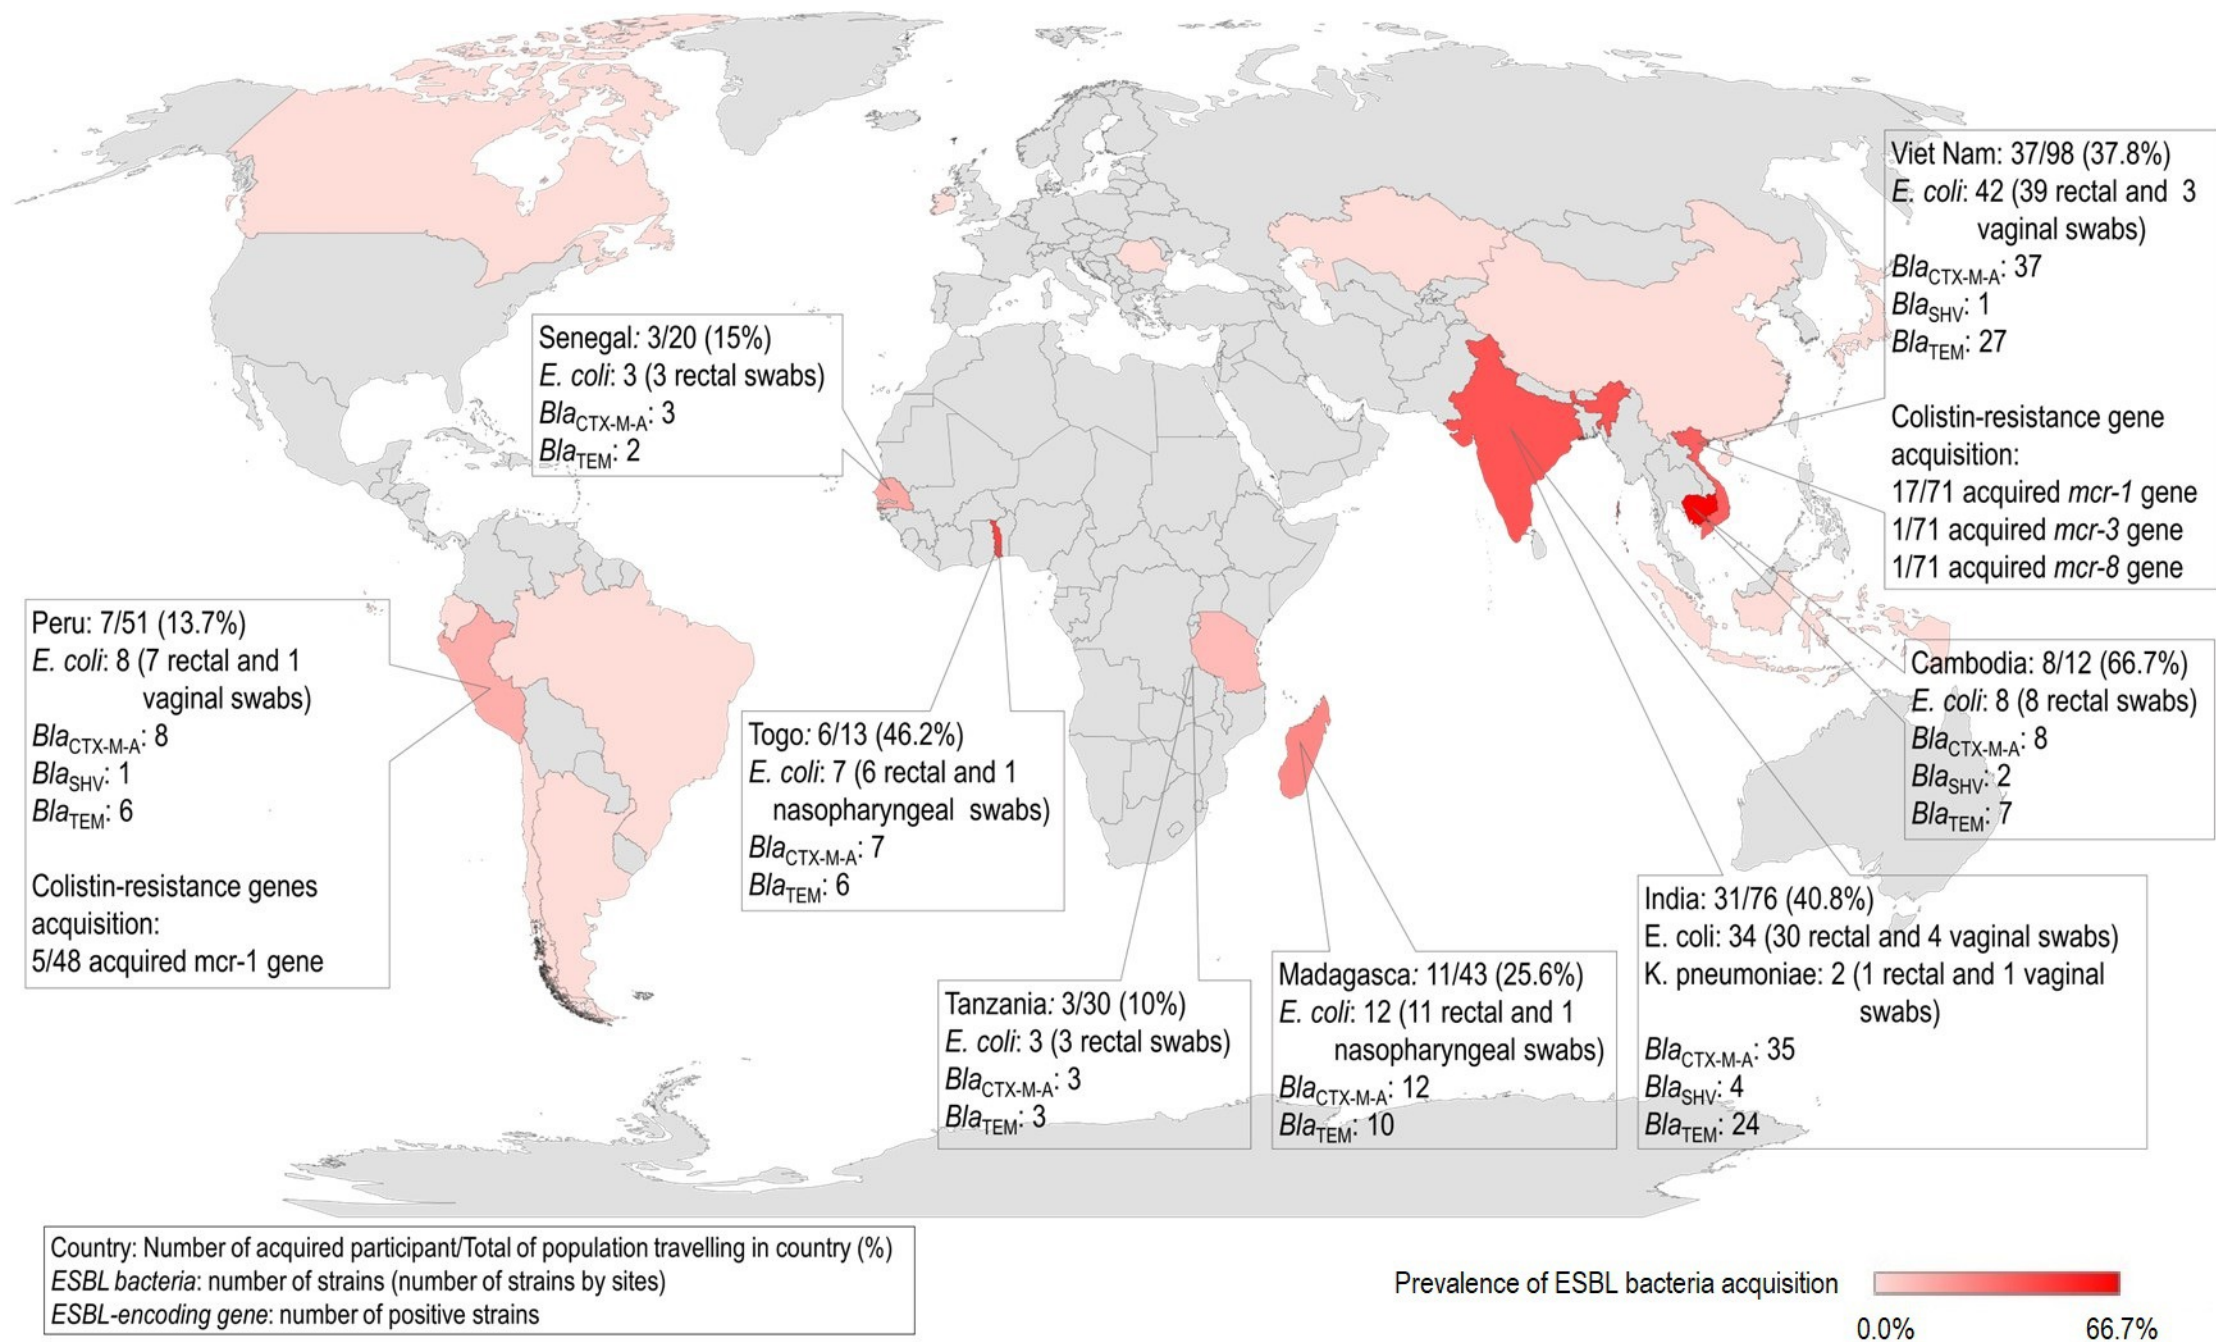 Viet Nam: 37/98 (37.8%)
E. coli: 42 (39 rectal and 3
vaginal swabs)
BlaCTX-M-A: 37
BlaSHV: 1
BlaTEM: 27
Colistin-resistance gene
acquisition:
17/71 acquired mcr-1 gene
1/71 acquired mcr-3 gene
1/71 acquired mcr-8 gene
Senegal: 3/20 (15%)
E. coli: 3 (3 rectal swabs)
BlaCTX-M-A: 3
BlaTEM: 2
Peru: 7/51 (13.7%)
E. coli: 8 (7 rectal and 1
vaginal swabs)
BlaCTX-M-A: 8
BlaSHV: 1
BlaTEM: 6
Colistin-resistance genes
acquisition:
5/48 acquired mcr-1 gene
Togo: 6/13 (46.2%)
E. coli: 7 (6 rectal and 1
nasopharyngeal swabs)
BlaCTX-M-A: 7
BlaTEM: 6
Cambodia: 8/12 (66.7%)
E. coli: 8 (8 rectal swabs)
BlaCTX-M-A: 8
BlaSHV: 2
BlaTEM: 7
Tanzania: 3/30 (10%)
E. coli: 3 (3 rectal swabs)
BlaCTX-M-A: 3
BlaTEM: 3
Madagasca: 11/43 (25.6%)
E. coli: 12 (11 rectal and 1
nasopharyngeal swabs)
BlaCTX-M-A: 12
BlaTEM: 10
India: 31/76 (40.8%)
E. coli: 34 (30 rectal and 4 vaginal swabs)
K. pneumoniae: 2 (1 rectal and 1 vaginal
swabs)
BlaCTX-M-A: 35
BlaSHV: 4
BlaTEM: 24
Country: Number of acquired participant/Total of population travelling in country (%)
ESBL bacteria: number of strains (number of strains by sites)
ESBL-encoding gene: number of positive strains
Prevalence of ESBL bacteria acquisition
0.0% 66.7%